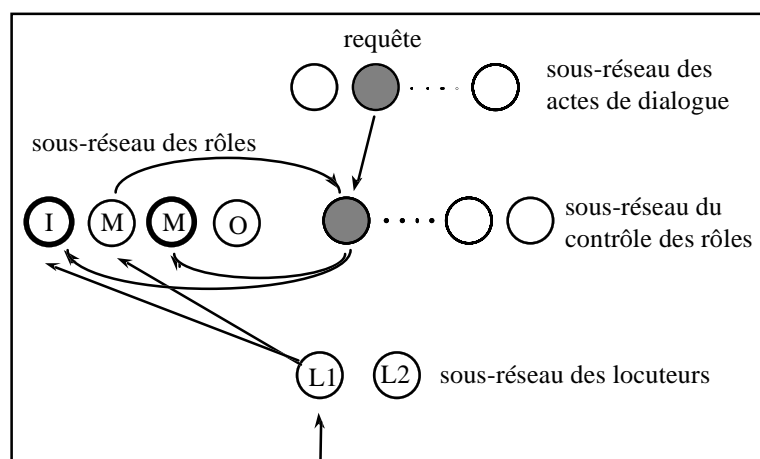 requête
sous-réseau des
actes de dialogue
sous-réseau des rôles
I M M O
sous-réseau du
contrôle des rôles
L1 L2 sous-réseau des locuteurs